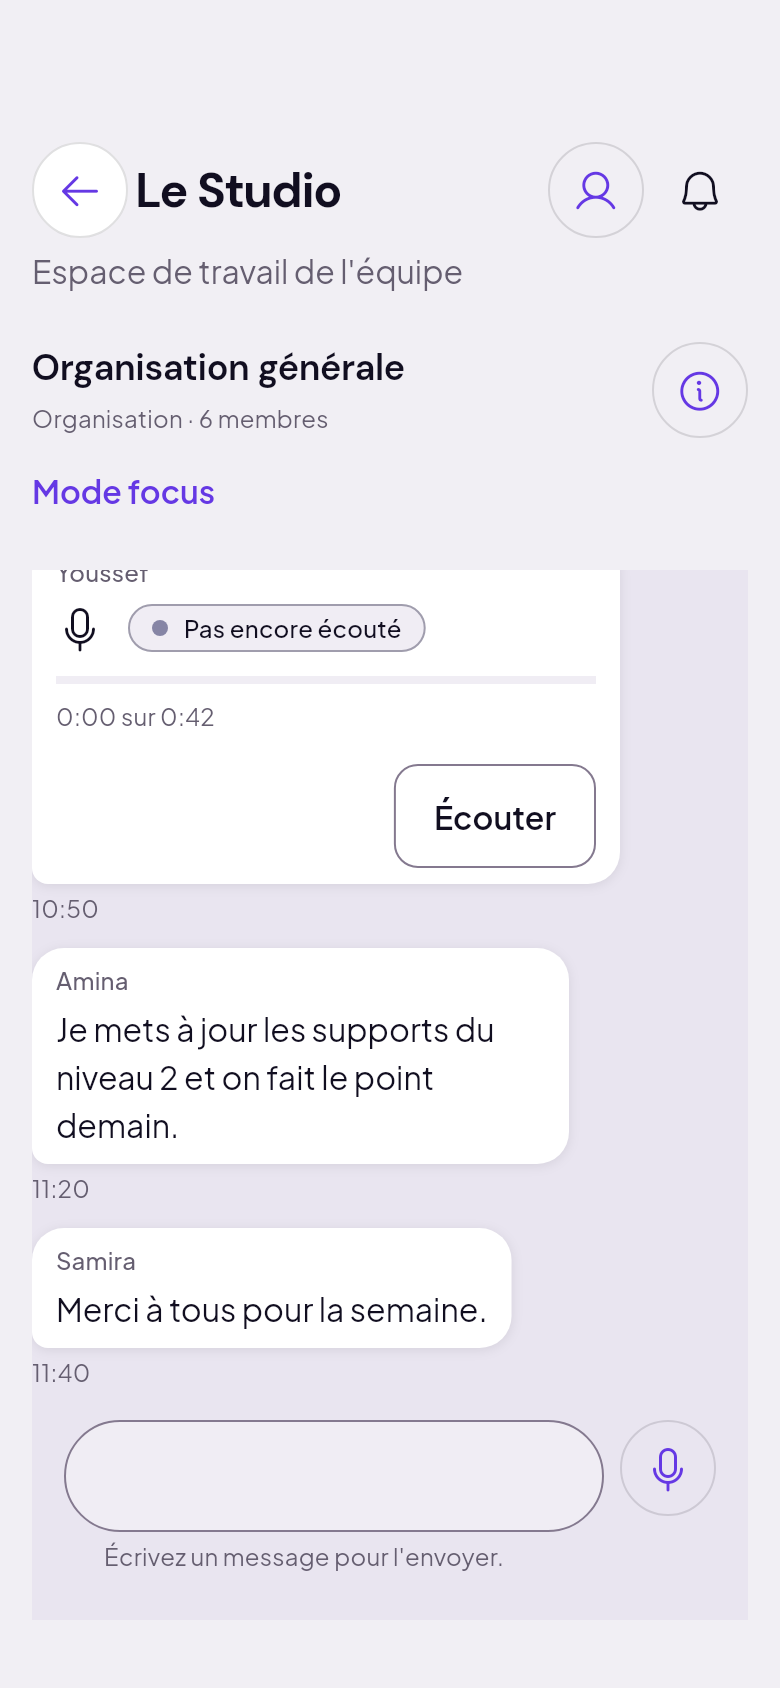 Le Studio
Espace de travail de l'équipe
Organisation générale
Organisation · 6 membres
Mode focus
Youssef
Pas encore écouté
0:00 sur 0:42
Écouter
10:50
Amina
Je mets à jour les supports du
niveau 2 et on fait le point
demain.
11:20
Samira
Merci à tous pour la semaine.
11:40
Écrivez un message pour l'envoyer.